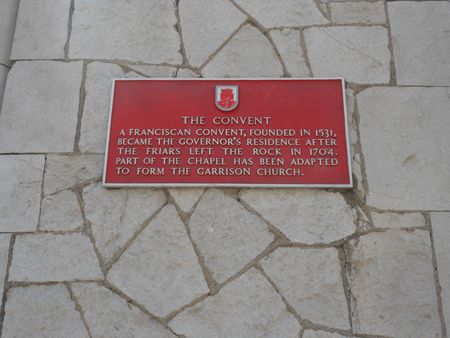 THE CONVENT
A FRANCISCAN CONVENT, FOUNDED IN 1531,
BECAME THE GOVERNOR'S RESIDENCE AFTER
THE FRIARS LEFT THE ROCK IN 1704.
PART OF THE CHAPEL HAS BEEN ADAPTED
TO FORM THE GARRISON CHURCH.